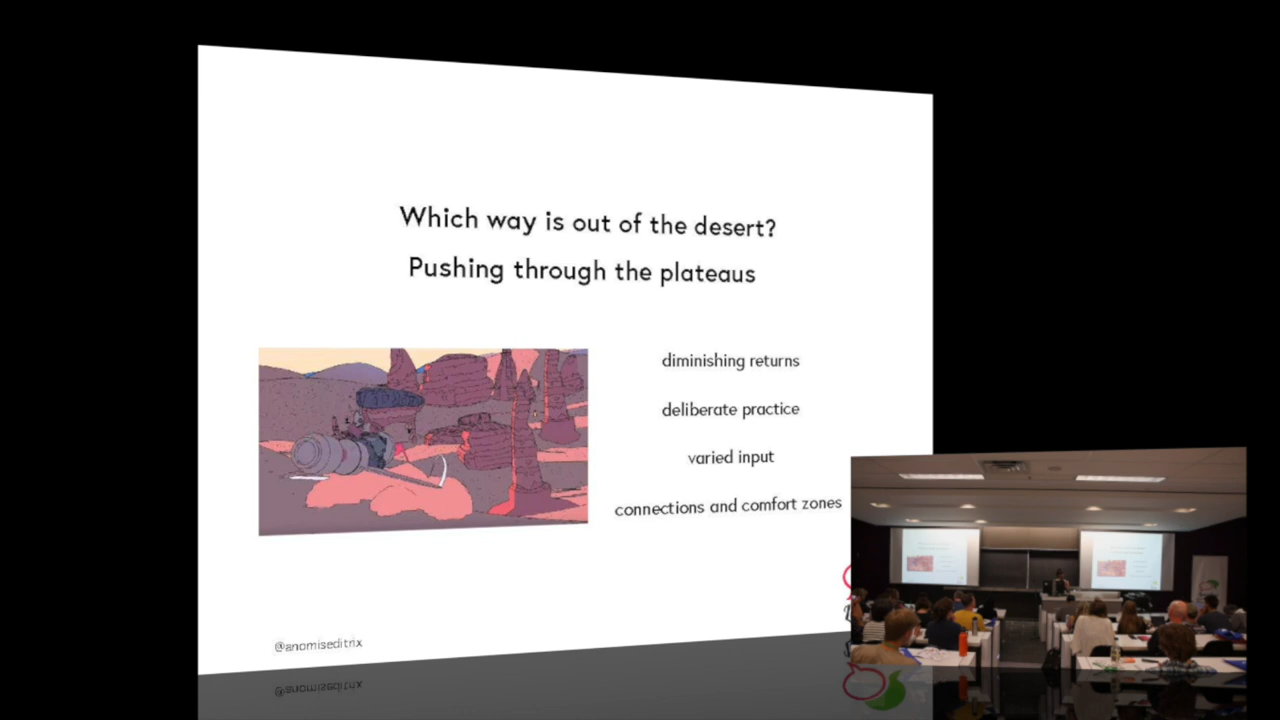 Which way is out of the desert?
Pushing through the plateaus
diminishing returns
deliberate practice
varied input
connections and comfort zones
@anomiseditrix